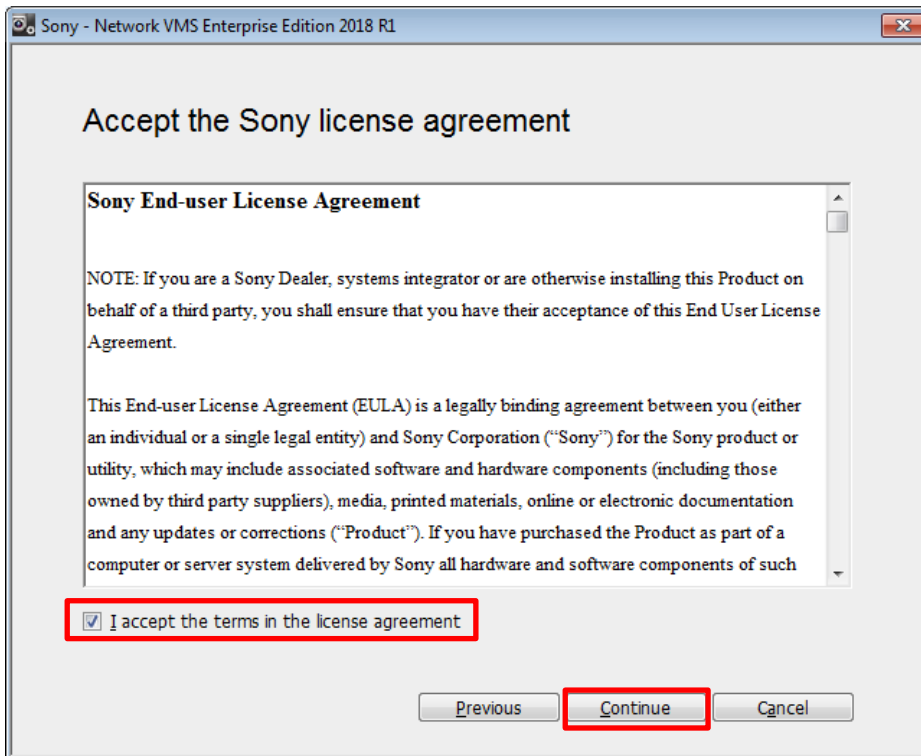 Sony - Network VMS Enterprise Edition 2018 R1
Accept the Sony license agreement
Sony End-user License Agreement
NOTE: If you are a Sony Dealer, systems integrator or are otherwise installing this Product on
behalf of a third party, you shall ensure that you have their acceptance of this End User License
Agreement.
This End-user License Agreement (EULA) is a legally binding agreement between you (either
an individual or a single legal entity) and Sony Corporation (“Sony”) for the Sony product or
utility, which may include associated software and hardware components (including those
owned by third party suppliers), media, printed materials, online or electronic documentation
and any updates or corrections (“Product”). If you have purchased the Product as part of a
computer or server system delivered by Sony all hardware and software components of such
I accept the terms in the license agreement
Previous Continue Cancel